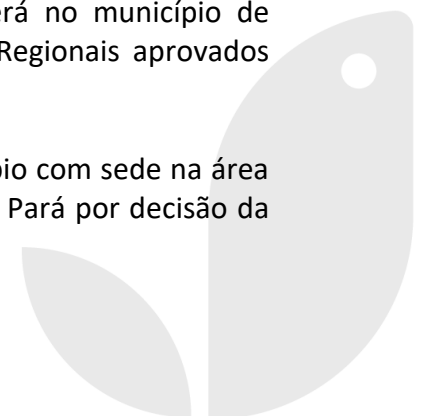 erá no município de
Regionais aprovados
pio com sede na área
Pará por decisão da